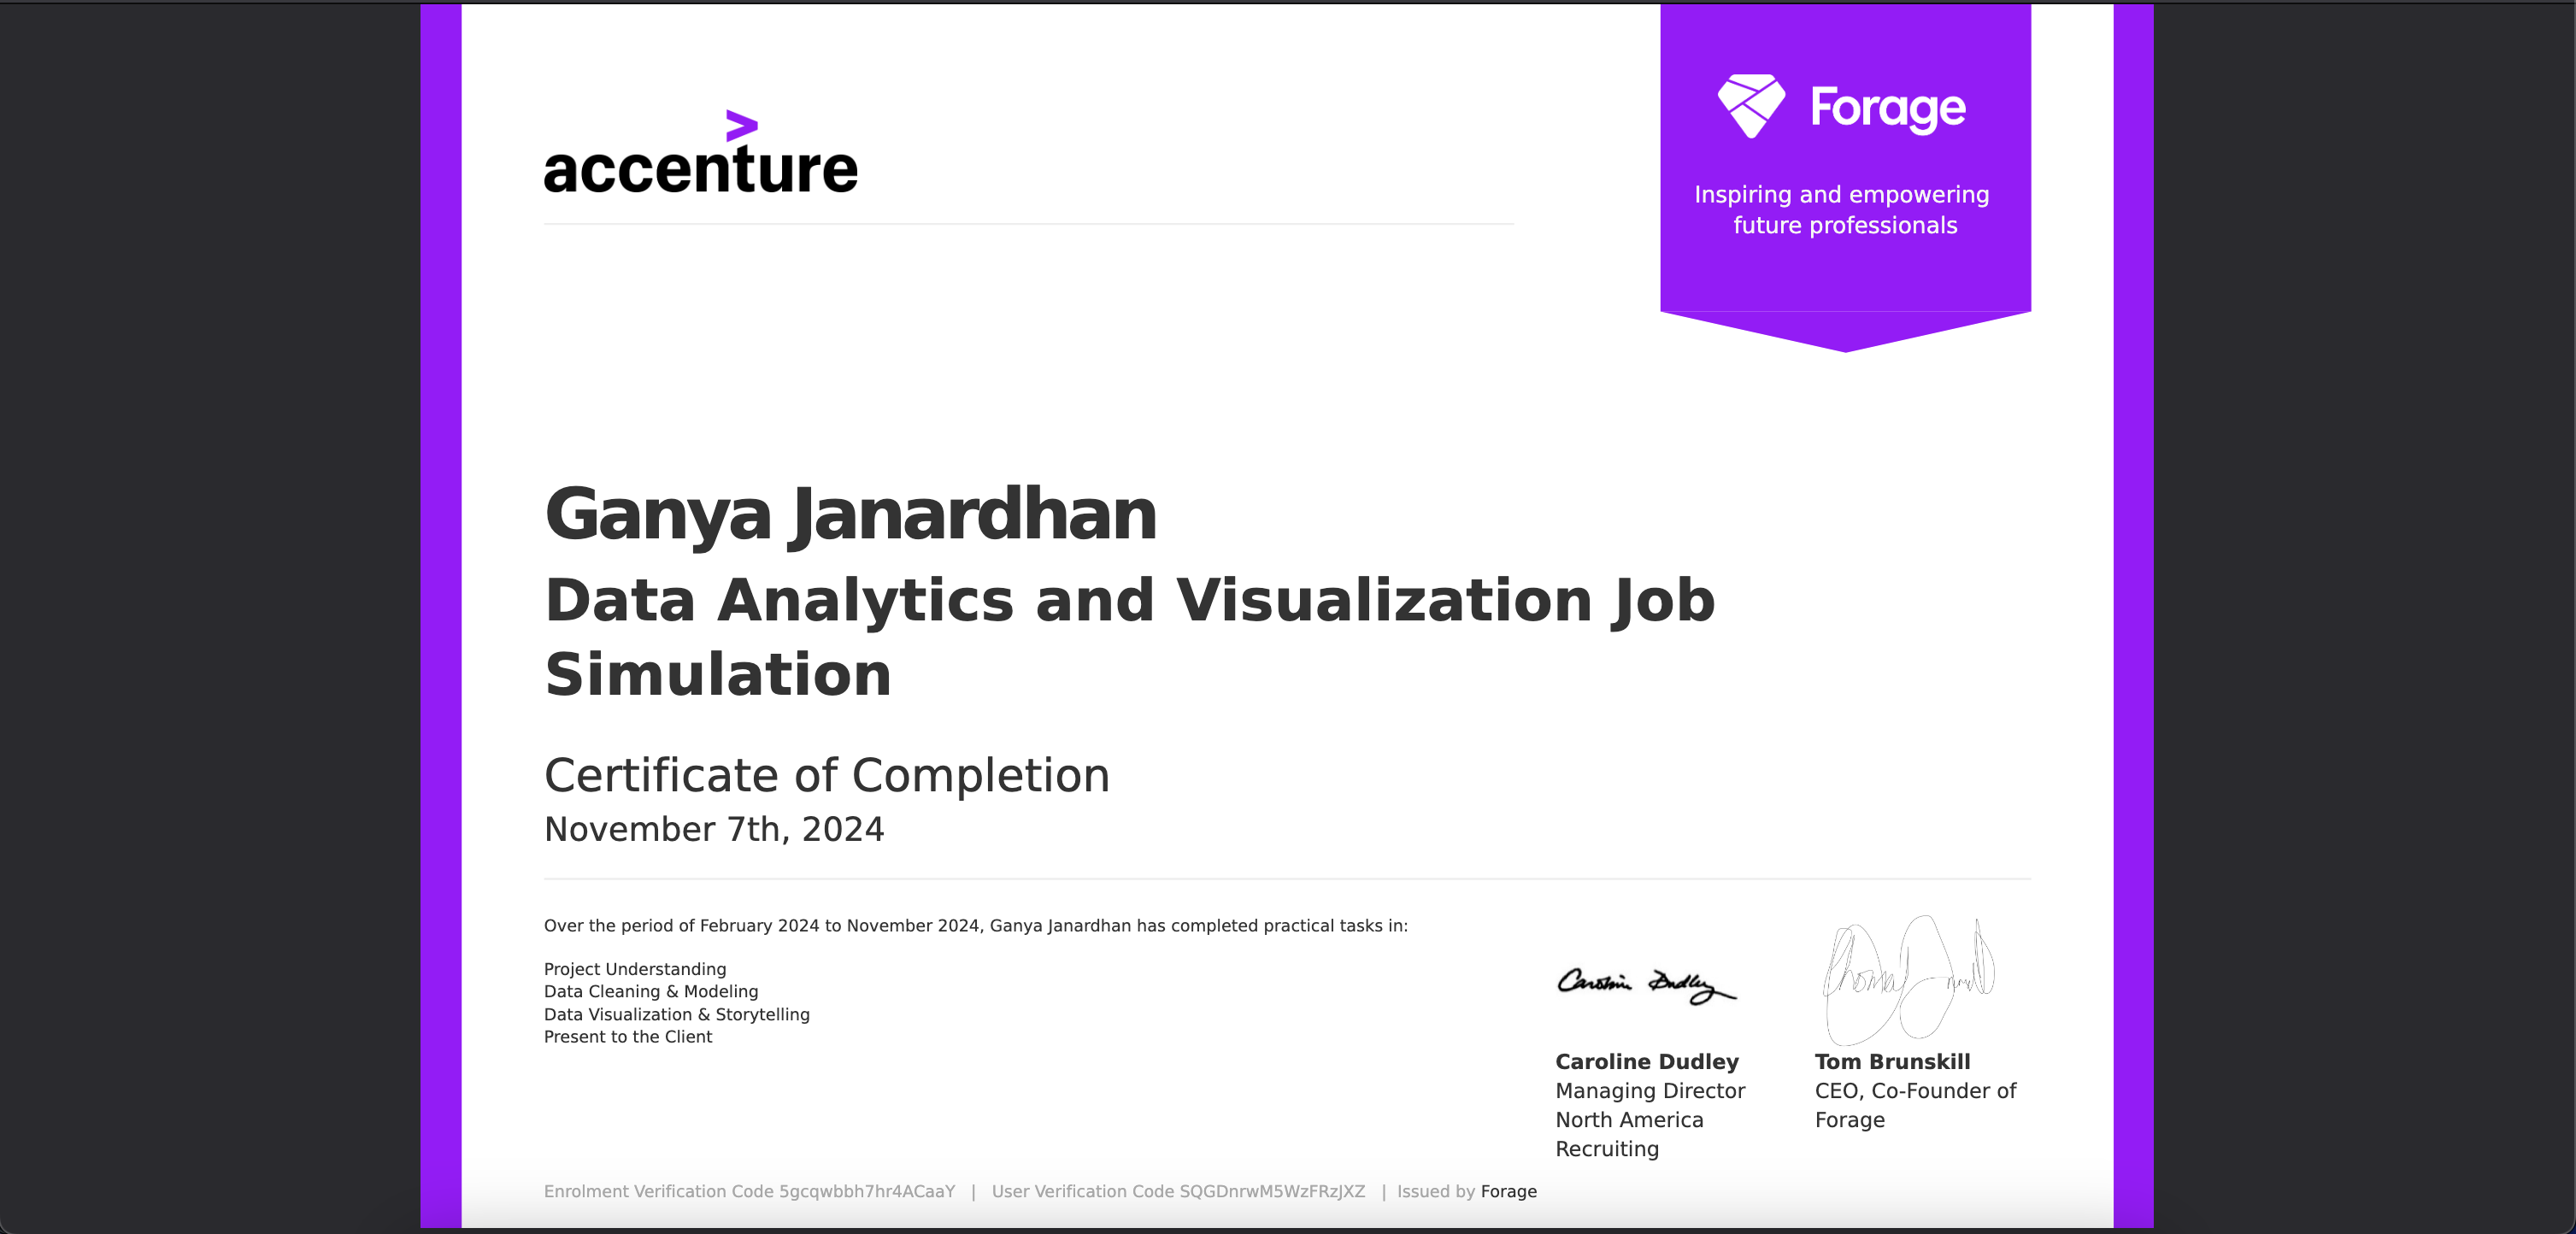 accenture
>
Forage
Inspiring and empowering
future professionals
Ganya Janardhan
Data Analytics and Visualization Job
Simulation
Certificate of Completion
November 7th, 2024
Over the period of February 2024 to November 2024, Ganya Janardhan has completed practical tasks in:
Project Understanding
Data Cleaning & Modeling
Data Visualization & Storytelling
Present to the Client
Caroline Dudley
Caroline Dudley
Managing Director
North America
Recruiting
Tom Brunskill
CEO, Co-Founder of
Forage
Enrolment Verification Code 5gcqwbbh7hr4ACaaY | User Verification Code SQGDnrwM5WzFRzJXZ | Issued by Forage